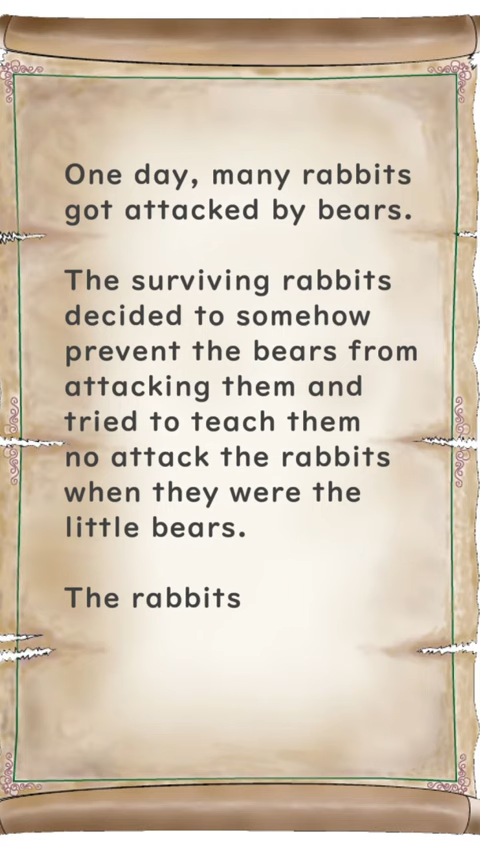 One day, many rabbits
got attacked by bears.
The surviving rabbits
decided to somehow
prevent the bears from
attacking them and
tried to teach them
no attack the rabbits
when they were the
little bears.
The rabbits